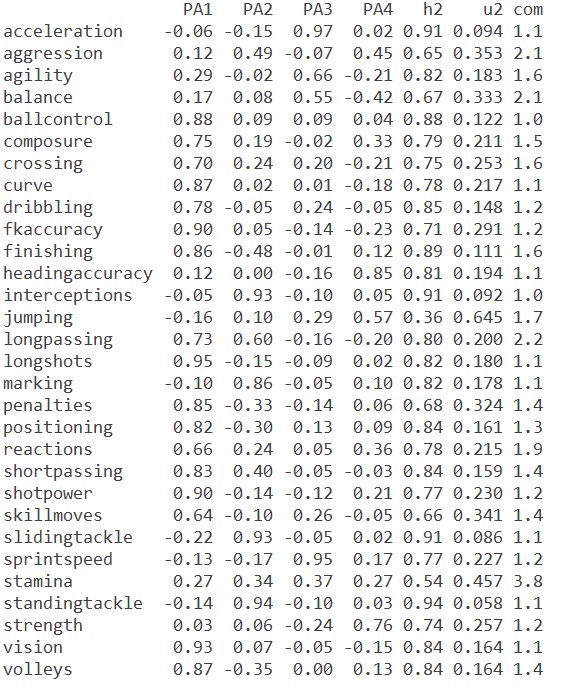 PA1 PA2 PA3 PA4 h2 u2 com
acceleration -0.06 -0.15 0.97 0.02 0.91 0.094 1.1
aggression 0.12 0.49 -0.07 0.45 0.65 0.353 2.1
agility 0.29 -0.02 0.66 -0.21 0.82 0.183 1.6
balance 0.17 0.08 0.55 -0.42 0.67 0.333 2.1
ballcontrol 0.88 0.09 0.09 0.04 0.88 0.122 1.0
composure 0.75 0.19 -0.02 0.33 0.79 0.211 1.5
crossing 0.70 0.24 0.20 -0.21 0.75 0.253 1.6
curve 0.87 0.02 0.01 -0.18 0.78 0.217 1.1
dribbling 0.78 -0.05 0.24 -0.05 0.85 0.148 1.2
fkaccuracy 0.90 0.05 -0.14 -0.23 0.71 0.291 1.2
finishing 0.86 -0.48 -0.01 0.12 0.89 0.111 1.6
headingaccuracy 0.12 0.00 -0.16 0.85 0.81 0.194 1.1
interceptions -0.05 0.93 -0.10 0.05 0.91 0.092 1.0
jumping -0.16 0.10 0.29 0.57 0.36 0.645 1.7
longpassing 0.73 0.60 -0.16 -0.20 0.80 0.200 2.2
longshots 0.95 -0.15 -0.09 0.02 0.82 0.180 1.1
marking -0.10 0.86 -0.05 0.10 0.82 0.178 1.1
penalties 0.85 -0.33 -0.14 0.06 0.68 0.324 1.4
positioning 0.82 -0.30 0.13 0.09 0.84 0.161 1.3
reactions 0.66 0.24 0.05 0.36 0.78 0.215 1.9
shortpassing 0.83 0.40 -0.05 -0.03 0.84 0.159 1.4
shotpower 0.90 -0.14 -0.12 0.21 0.77 0.230 1.2
skillmoves 0.64 -0.10 0.26 -0.05 0.66 0.341 1.4
slidingtackle -0.22 0.93 -0.05 0.02 0.91 0.086 1.1
sprintspeed -0.13 -0.17 0.95 0.17 0.77 0.227 1.2
stamina 0.27 0.34 0.37 0.27 0.54 0.457 3.8
standingtackle -0.14 0.94 -0.10 0.03 0.94 0.058 1.1
strength 0.03 0.06 -0.24 0.76 0.74 0.257 1.2
vision 0.93 0.07 -0.05 -0.15 0.84 0.164 1.1
volleys 0.87 -0.35 0.00 0.13 0.84 0.164 1.4